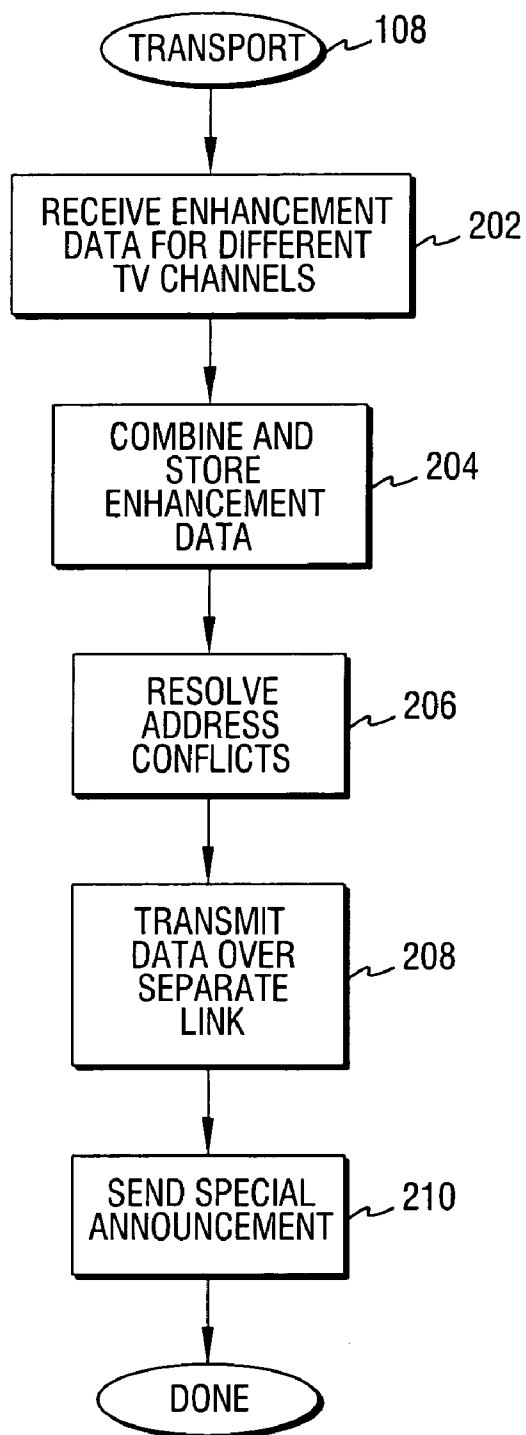 TRANSPORT
108
RECEIVE ENHANCEMENT
DATA FOR DIFFERENT
TV CHANNELS
202
COMBINE AND
STORE
ENHANCEMENT
DATA
204
RESOLVE
ADDRESS
CONFLICTS
206
TRANSMIT
DATA OVER
SEPARATE
LINK
208
SEND SPECIAL
ANNOUNCEMENT
210
DONE